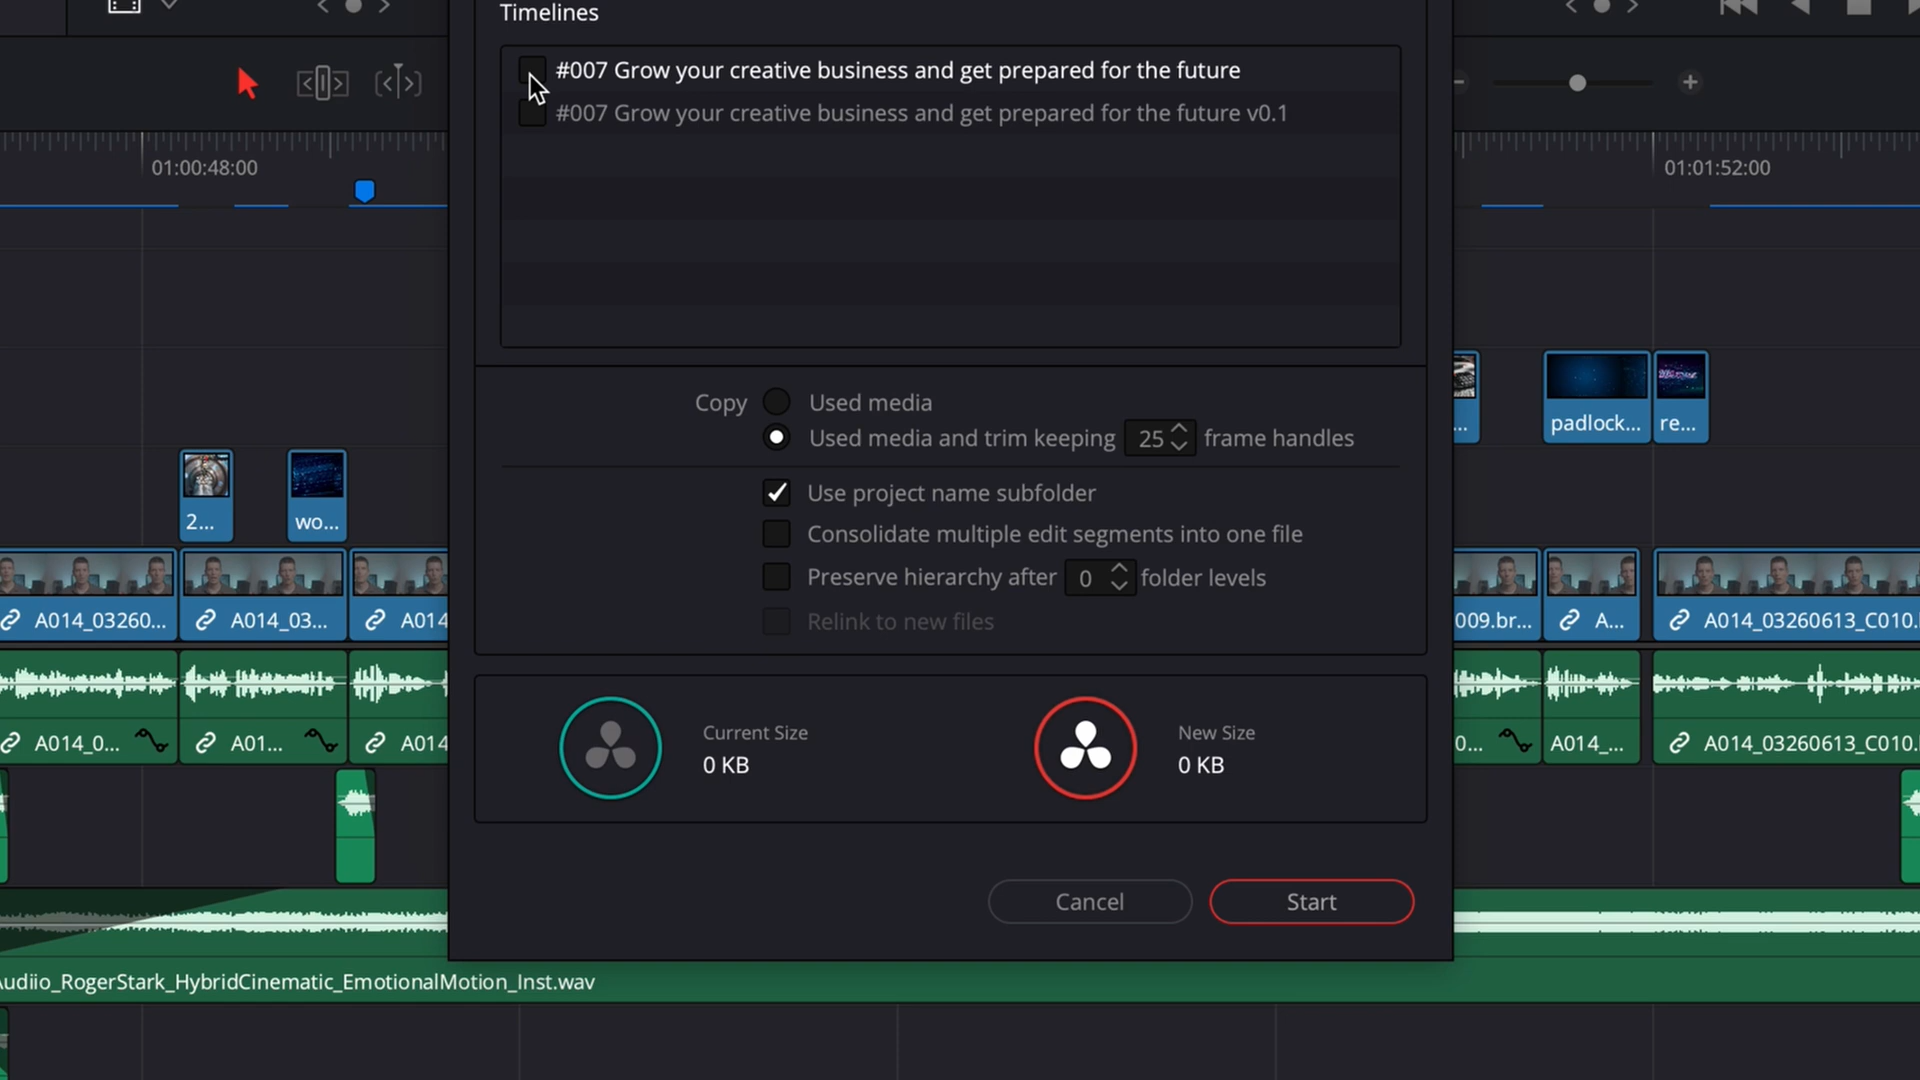 Timelines
#007 Grow your creative business and get prepared for the future
#007 Grow your creative business and get prepared for the future v0.1
01:00:48:00
01:01:52:00
Copy
Used media
Used media and trim keeping 25 frame handles
Use project name subfolder
Consolidate multiple edit segments into one file
Preserve hierarchy after 0 folder levels
Relink to new files
...
padlock...
re...
2...
wo...
A014_03260...
A014_03...
A014
009.br...
A...
A014_03260613_C010.
Current Size
0 KB
New Size
0 KB
A014_0...
A01...
A014
0...
A014_...
A014_03260613_C010.
Cancel
Start
Audiio_RogerStark_HybridCinematic_EmotionalMotion_Inst.wav